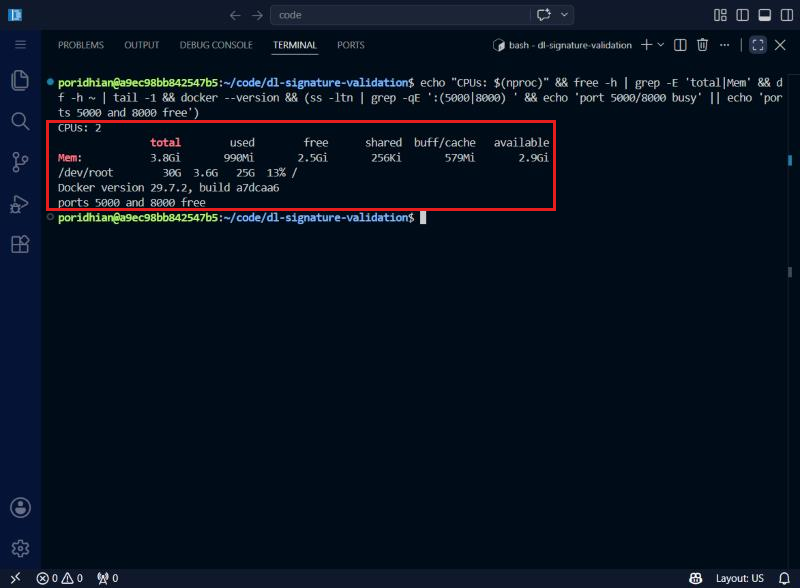 code
PROBLEMS OUTPUT DEBUG CONSOLE TERMINAL PORTS bash - dl-signature-validation
poridhian@a9ec98bb842547b5:~/code/dl-signature-validation$ echo "CPUs: $(nproc)" && free -h | grep -E 'total|Mem' && d
f -h ~ | tail -1 && docker --version && (ss -ltn | grep -qE ':(5000|8000) ' && echo 'port 5000/8000 busy' || echo 'por
ts 5000 and 8000 free')
CPUs: 2
total used free shared buff/cache available
Mem: 3.8Gi 990Mi 2.5Gi 256Ki 579Mi 2.9Gi
/dev/root 30G 3.6G 25G 13% /
Docker version 29.7.2, build a7dcaa6
ports 5000 and 8000 free
poridhian@a9ec98bb842547b5:~/code/dl-signature-validation$
0 0 0 Layout: US